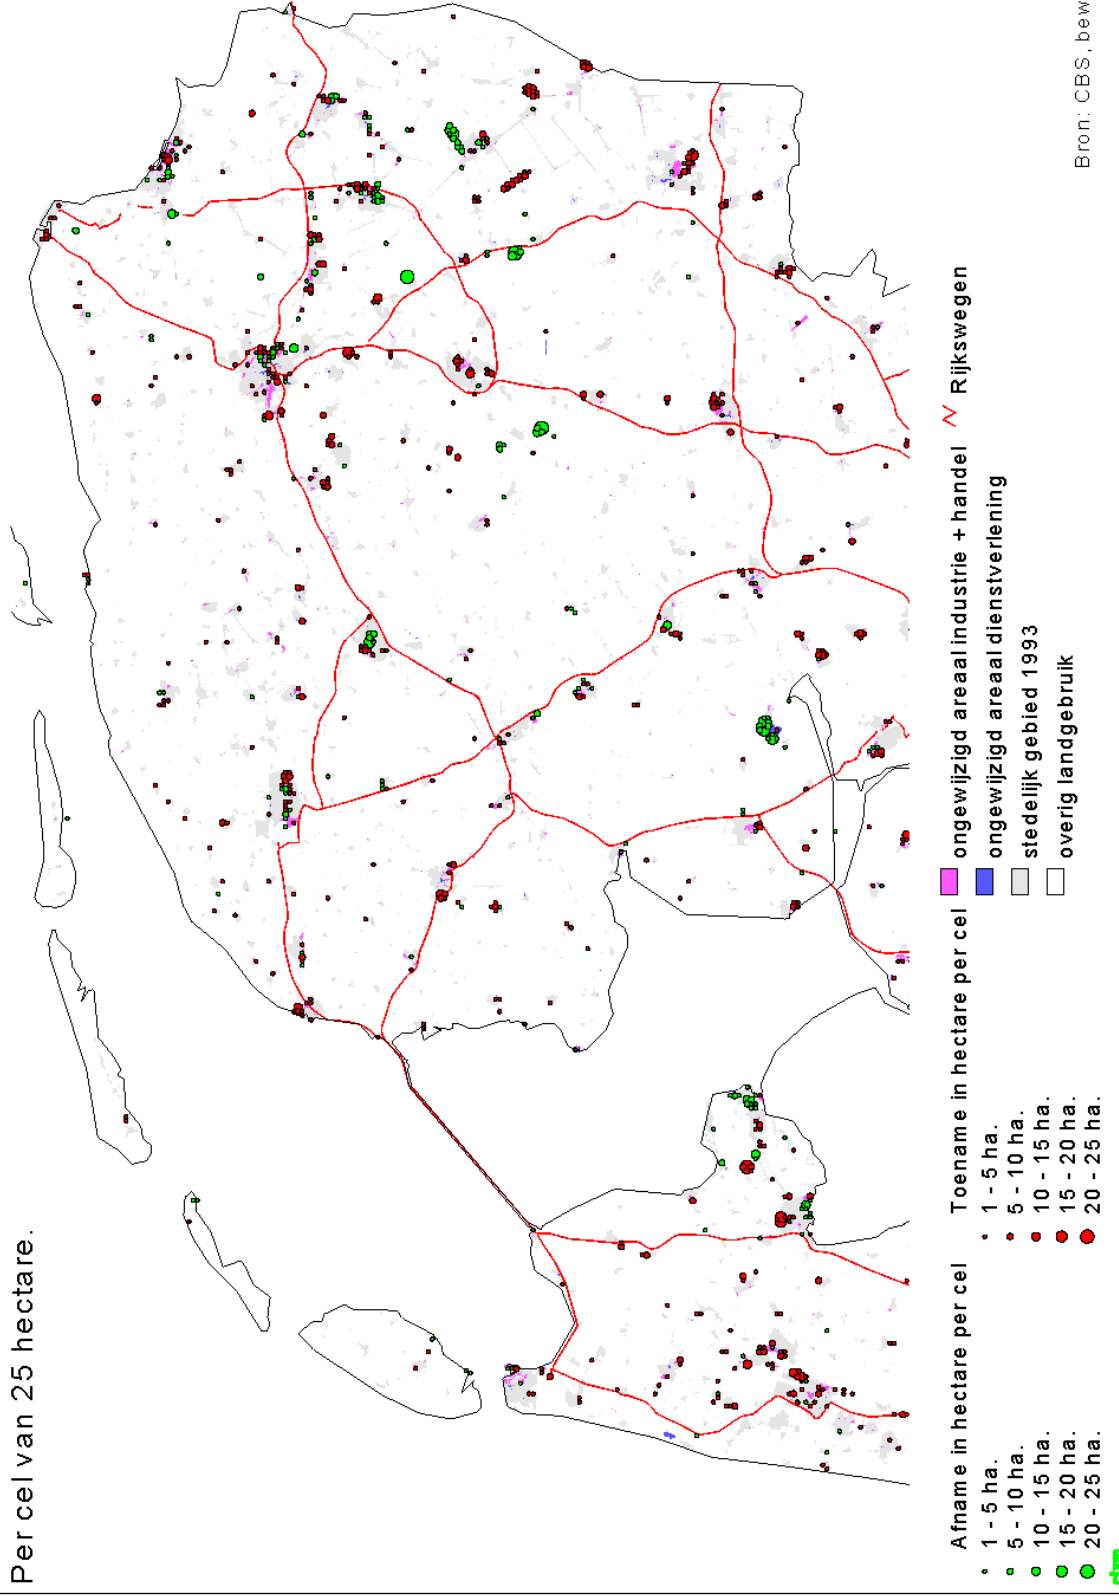 Per cel van 25 hectare.
Afname in hectare per cel
1 - 5 ha.
5 - 10 ha.
10 - 15 ha.
15 - 20 ha.
20 - 25 ha.
Toename in hectare per cel
1 - 5 ha.
5 - 10 ha.
10 - 15 ha.
15 - 20 ha.
20 - 25 ha.
ongewijzigd areaal industrie + handel
ongewijzigd areaal dienstverlening
stedelijk gebied 1993
overig landgebruik
Rijkswegen
Bron: CBS, bew